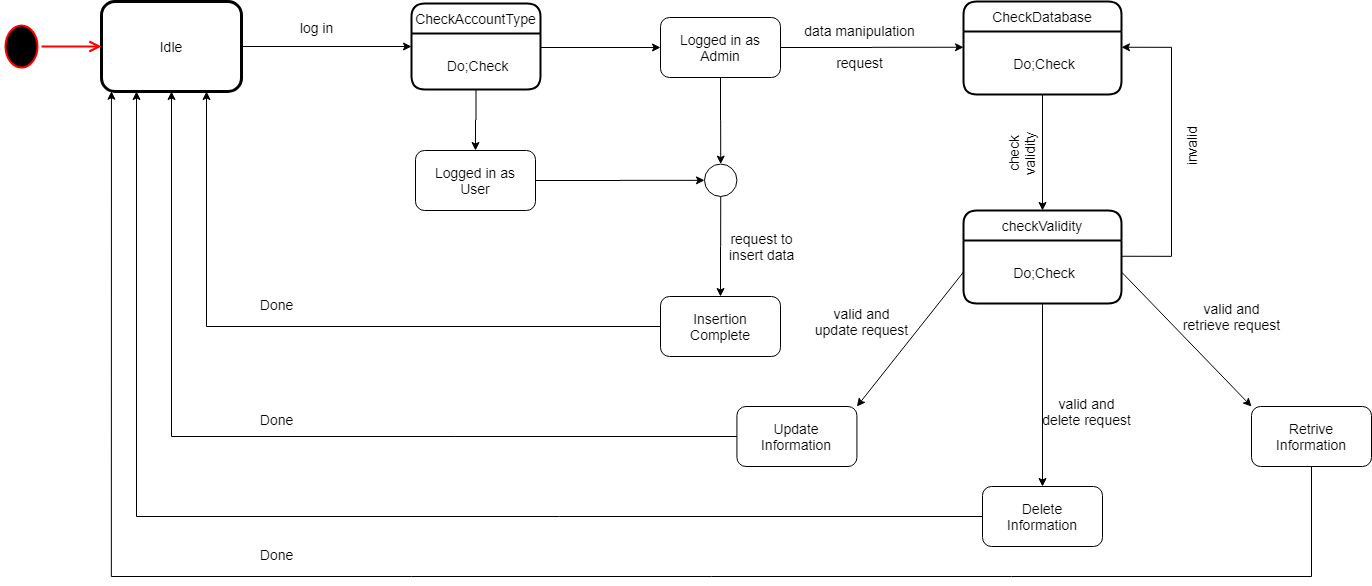 Idle
log in
CheckAccountType
Do;Check
Logged in as
Admin
data manipulation
request
CheckDatabase
Do;Check
check
validity
invalid
Logged in as
User
checkValidity
Do;Check
request to
insert data
Done
Insertion
Complete
valid and
update request
valid and
retrieve request
Done
Update
Information
valid and
delete request
Retrive
Information
Delete
Information
Done